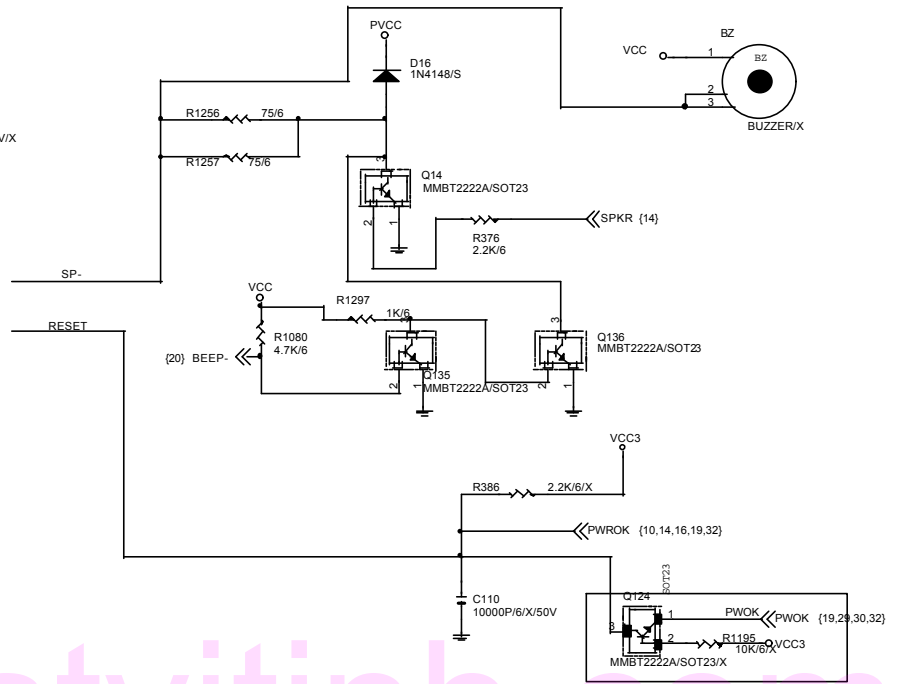 PVCC
BZ
VCC
1
BZ
D16
1N4148/S
2
3
R1256
75/6
BUZZER/X
V/X
R1257
75/6
3
Q14
MMBT2222A/SOT23
2
1
SPKR {14}
R376
2.2K/6
SP-
VCC
R1297
1K/6
3
3
RESET
R1080
4.7K/6
Q136
MMBT2222A/SOT23
{20} BEEP-
Q135
MMBT2222A/SOT23
2
1
2
1
VCC3
R386
2.2K/6/X
PWROK {10,14,16,19,32}
SOT23
C110
10000P/6/X/50V
Q124
1
PWOK
PWOK {19,29,30,32}
3
2
R1195
10K/6/X
VCC3
MMBT2222A/SOT23/X